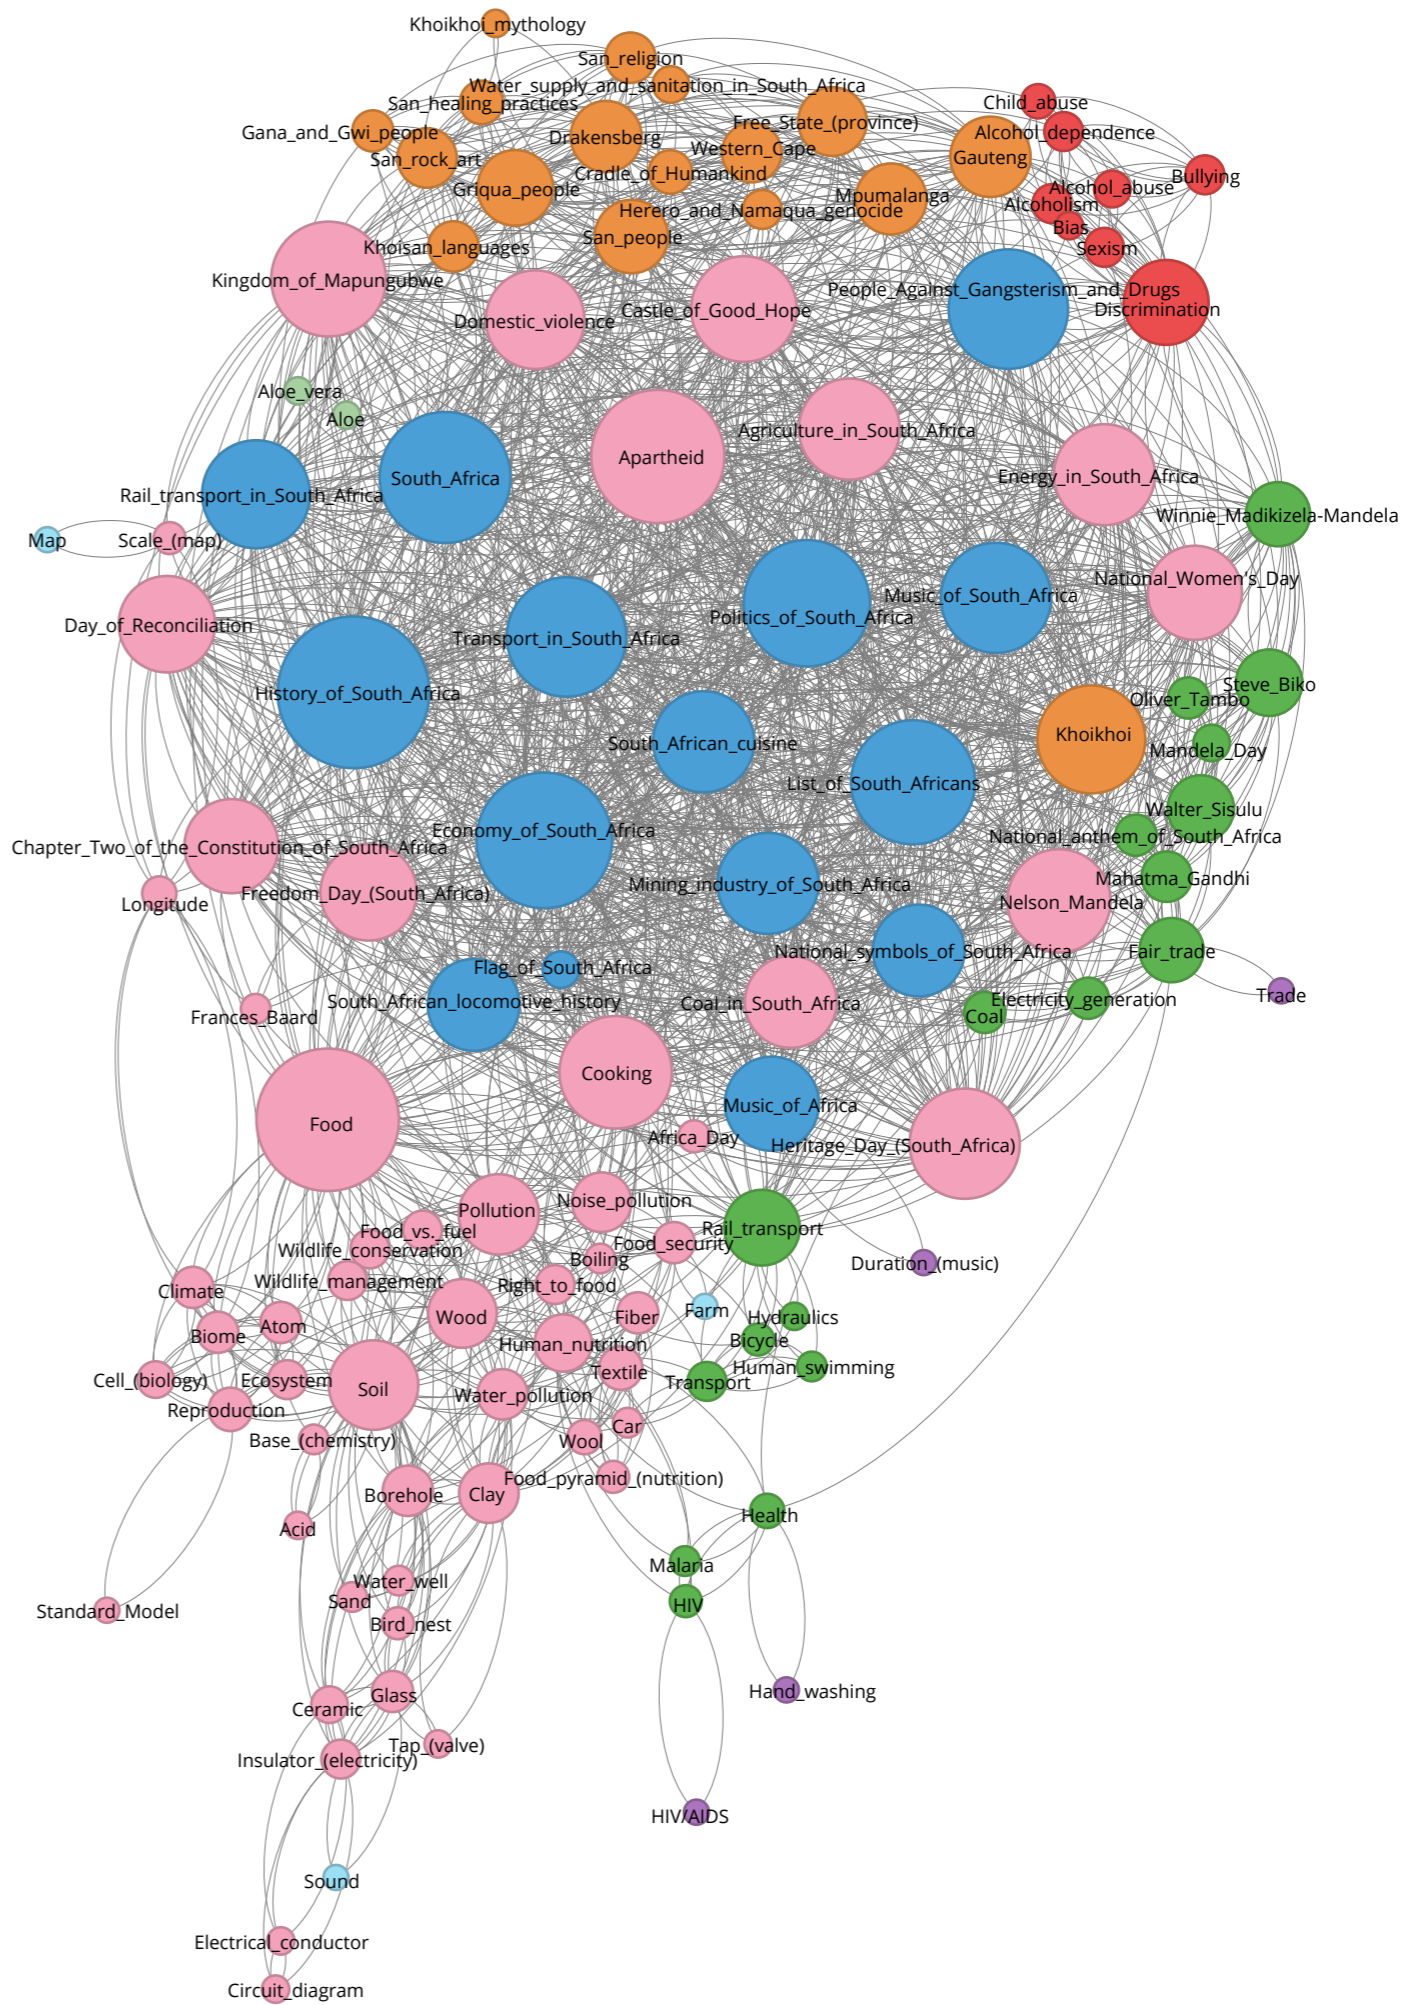 Khoikhoi_mythology
San_religion
Water_supply_and_sanitation_in_South_Africa
San_healing_practices
Child_abuse
Free_State_(province)
Gana_and_Gwi_people
Alcohol_dependence
Drakensberg
Western_Cape
Gauteng
San_rock_art
Cradle_of_Humankind
Bullying
Griqua_people
Alcohol_abuse
Mpumalanga
Alcoholism
Herero_and_Namaqua_genocide
Bias
San_people
Khoisan_languages
Sexism
Kingdom_of_Mapungubwe
People_Against_Gangsterism_and_Drugs
Castle_of_Good_Hope
Discrimination
Domestic_violence
Aloe_vera
Aloe
Agriculture_in_South_Africa
Apartheid
Energy_in_South_Africa
South_Africa
Rail_transport_in_South_Africa
Winnie_Madikizela-Mandela
Map
Scale_(map)
National_Women's_Day
Music_of_South_Africa
Politics_of_South_Africa
Day_of_Reconciliation
Transport_in_South_Africa
Steve_Biko
History_of_South_Africa
Oliver_Tambo
Khoikhoi
South_African_cuisine
Mandela_Day
List_of_South_Africans
Walter_Sisulu
Economy_of_South_Africa
National_anthem_of_South_Africa
Chapter_Two_of_the_Constitution_of_South_Africa
Mahatma_Gandhi
Mining_industry_of_South_Africa
Freedom_Day_(South_Africa)
Nelson_Mandela
Longitude
National_symbols_of_South_Africa
Fair_trade
Flag_of_South_Africa
Trade
Electricity_generation
South_African_locomotive_history
Coal_in_South_Africa
Coal
Frances_Baard
Cooking
Music_of_Africa
Food
Africa_Day
Heritage_Day_(South_Africa)
Noise_pollution
Pollution
Rail_transport
Food_vs._fuel
Food_security
Wildlife_conservation
Boiling
Duration_(music)
Wildlife_management
Right_to_food
Climate
Farm
Wood
Fiber
Hydraulics
Atom
Biome
Bicycle
Human_nutrition
Human_swimming
Textile
Cell_(biology)
Ecosystem
Transport
Soil
Water_pollution
Reproduction
Car
Base_(chemistry)
Wool
Food_pyramid_(nutrition)
Borehole
Clay
Health
Acid
Malaria
Water_well
Sand
HIV
Standard_Model
Bird_nest
Hand_washing
Glass
Ceramic
Tap_(valve)
Insulator_(electricity)
HIV/AIDS
Sound
Electrical_conductor
Circuit_diagram